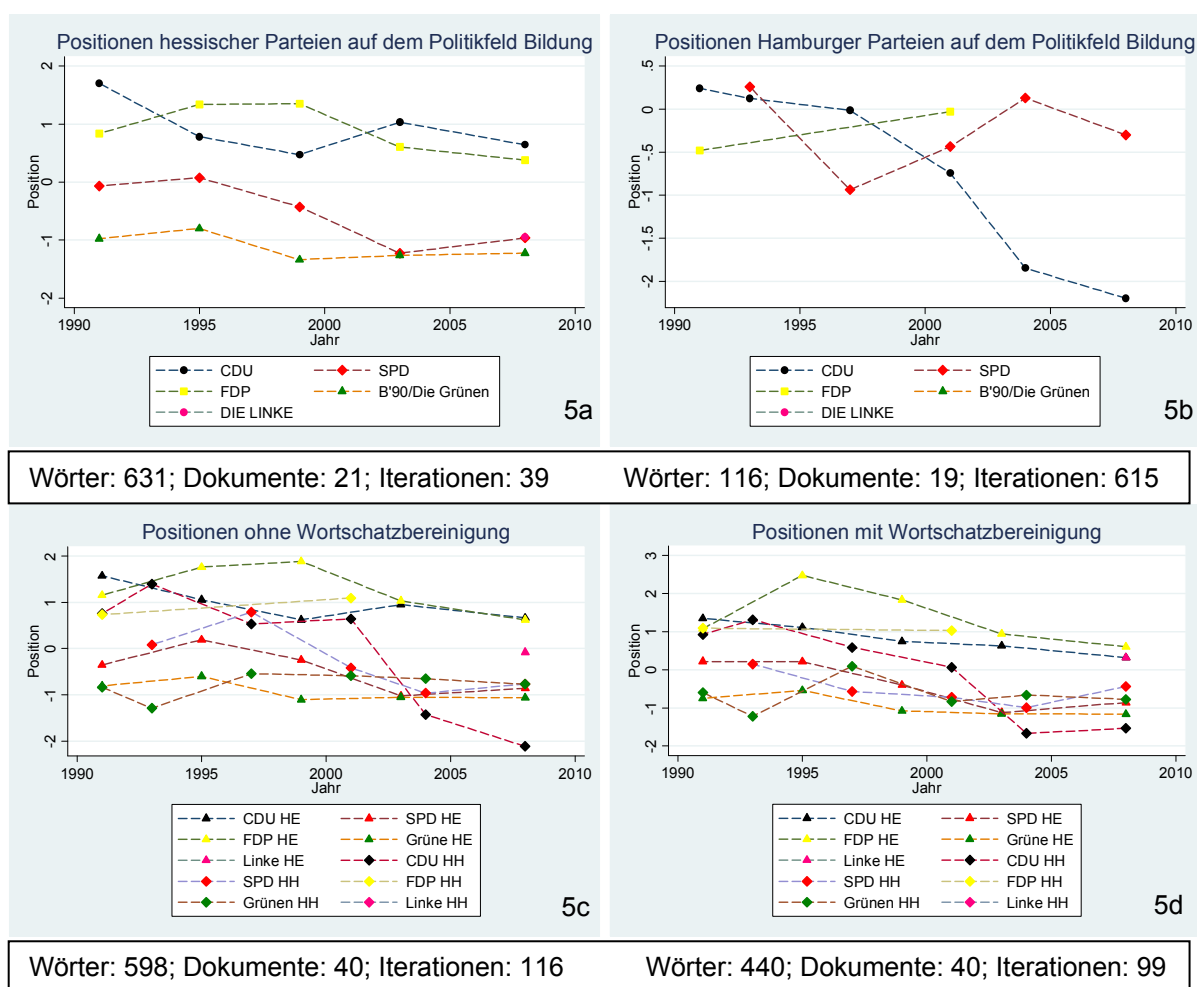 Positionen hessischer Parteien auf dem Politikfeld Bildung
Position
2
1
0
-1
-2
1990 1995 2000 2005 2010
Jahr
CDU SPD
FDP B'90/Die Grünen
DIE LINKE
5a
Positionen Hamburger Parteien auf dem Politikfeld Bildung
Position
.5
0
-.5
-1
-1.5
-2
1990 1995 2000 2005 2010
Jahr
CDU SPD
FDP B'90/Die Grünen
DIE LINKE
5b
Wörter: 631; Dokumente: 21; Iterationen: 39 Wörter: 116; Dokumente: 19; Iterationen: 615
Positionen ohne Wortschatzbereinigung
Position
2
1
0
-1
-2
1990 1995 2000 2005 2010
Jahr
CDU HE SPD HE
FDP HE Grüne HE
Linke HE CDU HH
SPD HH FDP HH
Grünen HH Linke HH
5c
Positionen mit Wortschatzbereinigung
Position
3
2
1
0
-1
-2
1990 1995 2000 2005 2010
Jahr
CDU HE SPD HE
FDP HE Grüne HE
Linke HE CDU HH
SPD HH FDP HH
Grünen HH Linke HH
5d
Wörter: 598; Dokumente: 40; Iterationen: 116 Wörter: 440; Dokumente: 40; Iterationen: 99